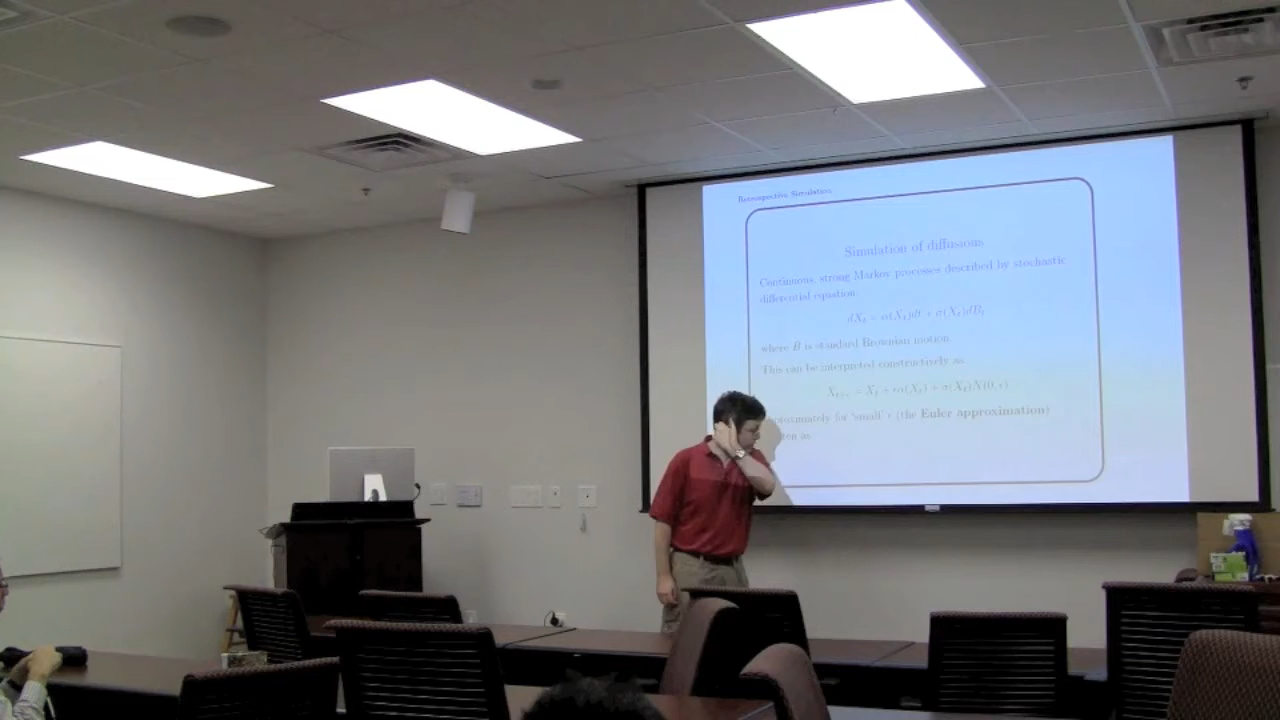 Retrospective Simulation
Simulation of diffusions
Continuous, strong Markov processes described by stochastic
differential equation:
dX_t = α(X_t)dt + σ(X_t)dB_t
where B is standard Brownian motion.
This can be interpreted constructively as
X_{t+ε} = X_t + εα(X_t) + σ(X_t)N(0, ε)
proximately for 'small' ε (the Euler approximation)
as